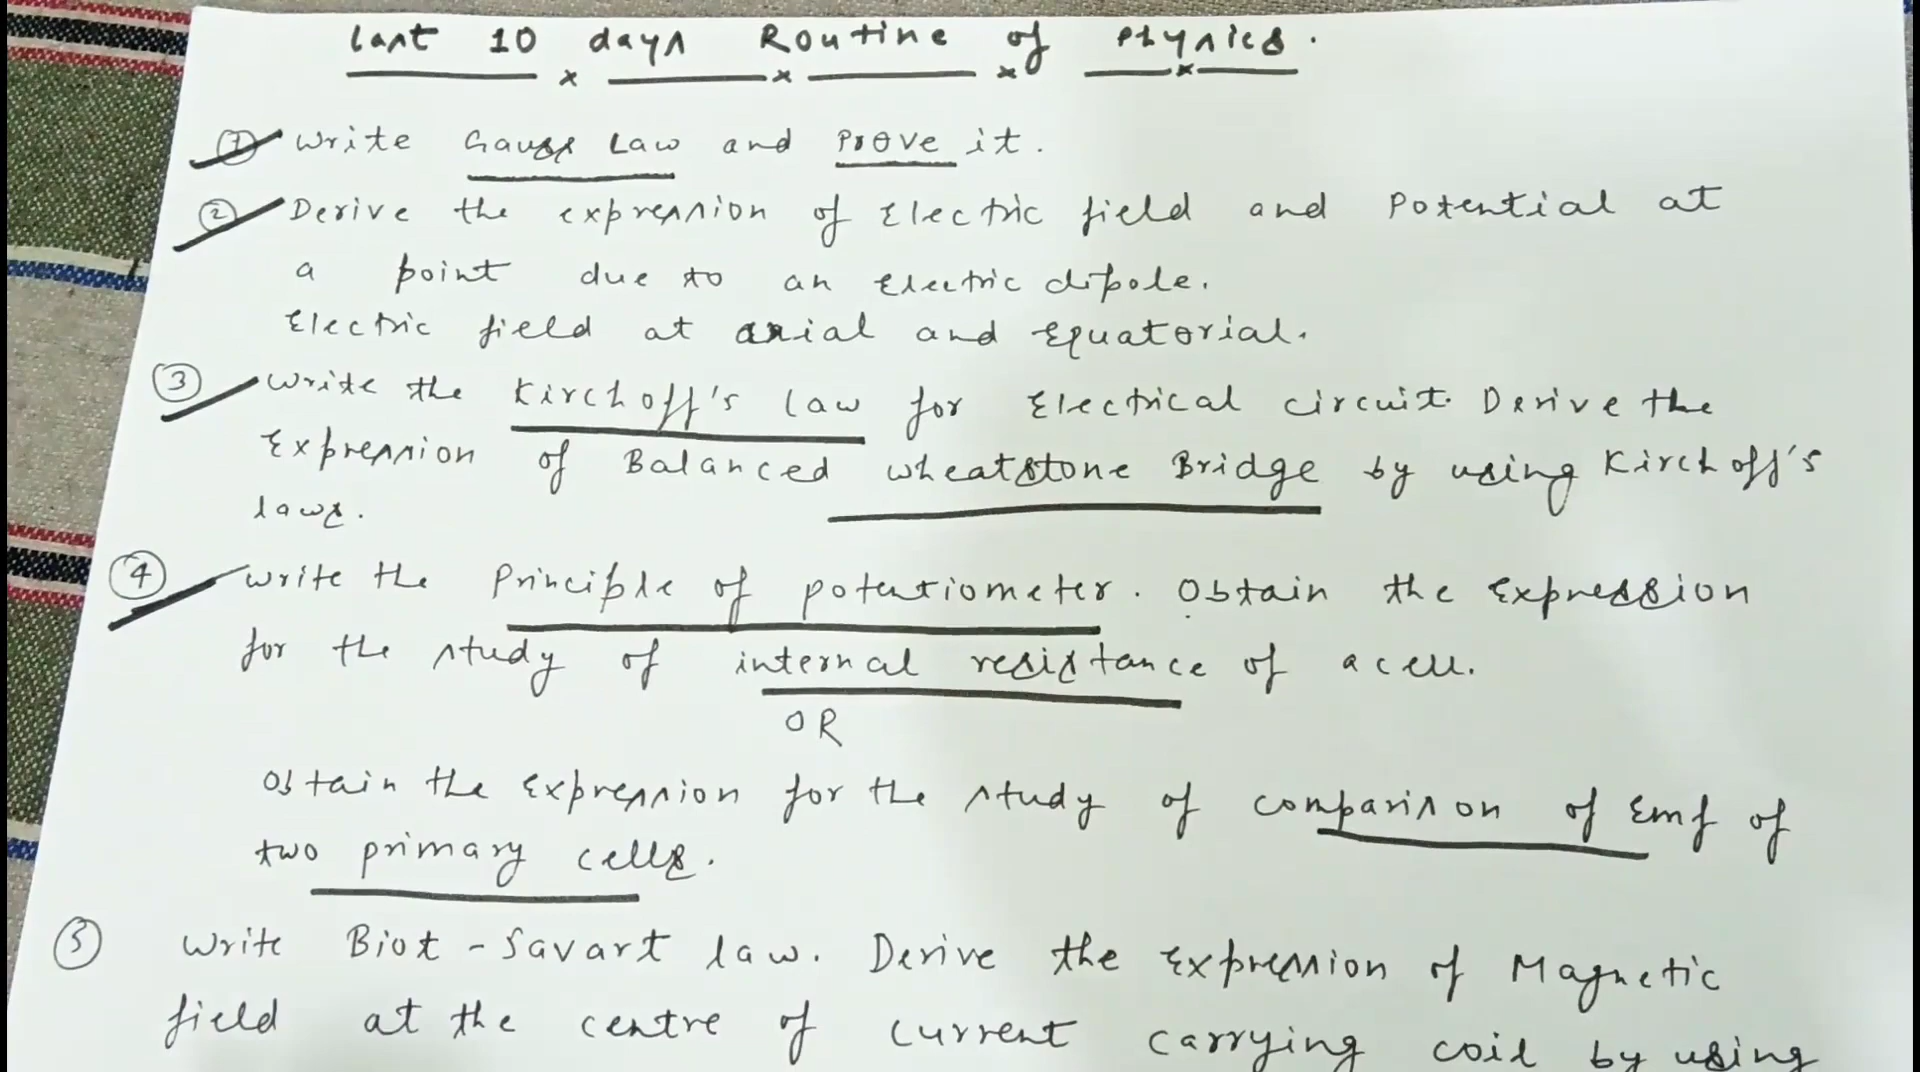 last 10 days Routine of Physics.
① Write Gauss Law and Prove it.
② Derive the expression of Electric field and Potential at
a point due to an Electric dipole.
Electric field at axial and Equatorial.
③ Write the Kirchoff's law for Electrical circuit. Derive the
Expression of Balanced wheatstone Bridge by using Kirchoff's
laws.
④ write the Principle of potentiometer. Obtain the Expression
for the study of internal resistance of a cell.
OR
Obtain the Expression for the study of comparison of Emf of
two primary cells.
⑤ Write Biot-Savart law. Derive the Expression of Magnetic
field at the centre of current carrying coil by using